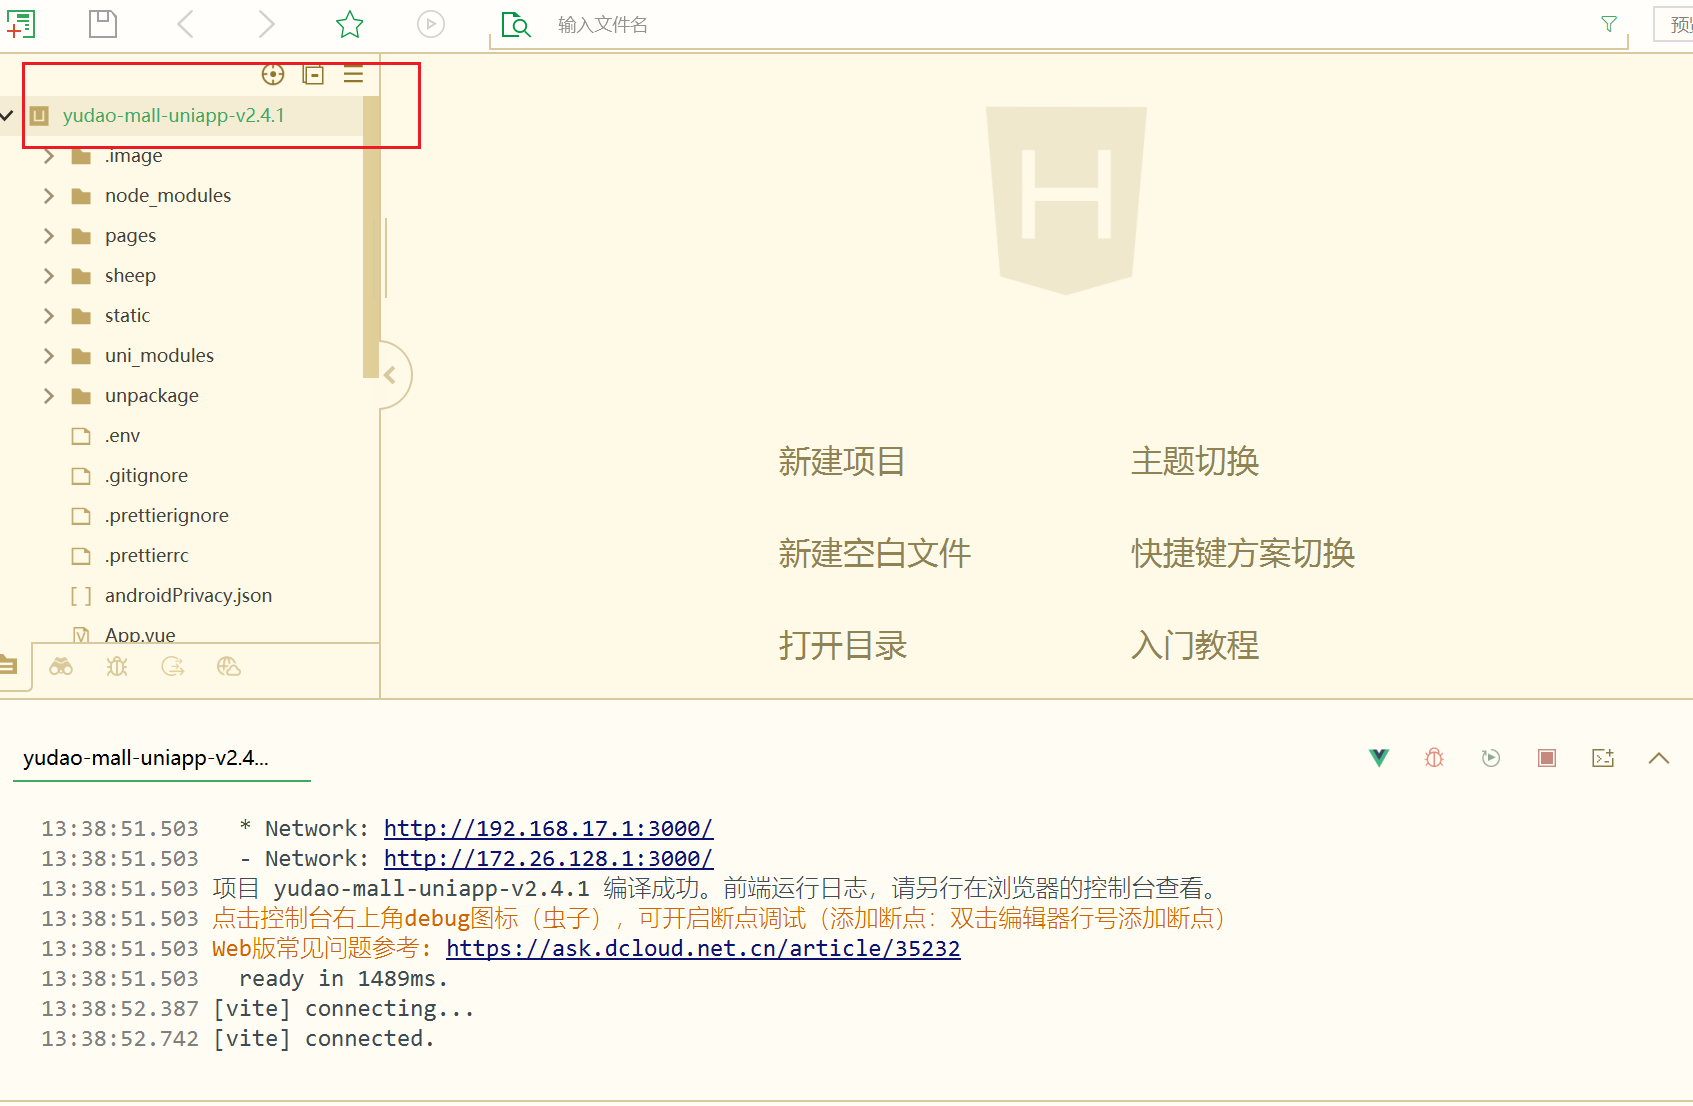 输入文件名
预览
yudao-mall-uniapp-v2.4.1
.image
node_modules
pages
sheep
static
uni_modules
unpackage
.env
.gitignore
.prettierignore
.prettierrc
androidPrivacy.json
App.vue
新建项目
主题切换
新建空白文件
快捷键方案切换
打开目录
入门教程
yudao-mall-uniapp-v2.4...
13:38:51.503 * Network: http://192.168.17.1:3000/
13:38:51.503 - Network: http://172.26.128.1:3000/
13:38:51.503 项目 yudao-mall-uniapp-v2.4.1 编译成功。前端运行日志，请另行在浏览器的控制台查看。
13:38:51.503 点击控制台右上角debug图标（虫子），可开启断点调试（添加断点：双击编辑器行号添加断点）
13:38:51.503 Web版常见问题参考: https://ask.dcloud.net.cn/article/35232
13:38:51.503 ready in 1489ms.
13:38:52.387 [vite] connecting...
13:38:52.742 [vite] connected.